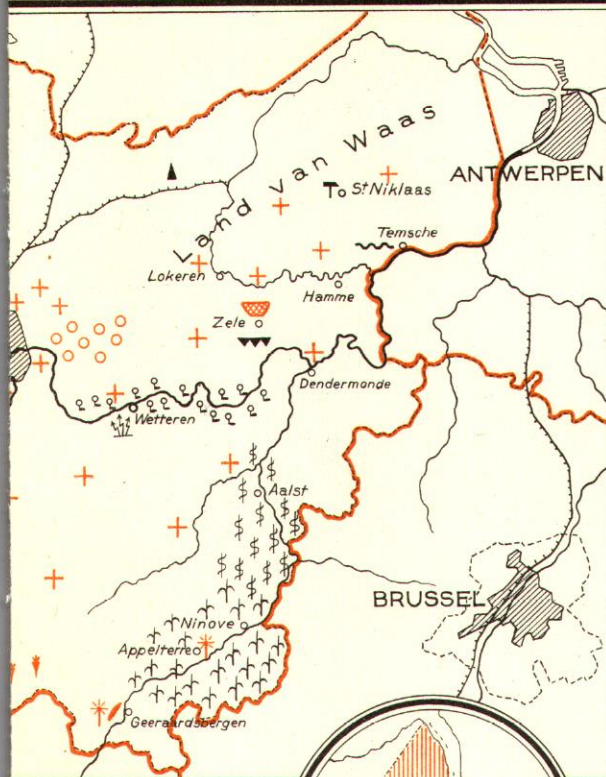 Land van Waas
ANTWERPEN
St Niklaas
Temsche
Lokeren
Hamme
Zele
Dendermonde
Wetteren
Aalst
BRUSSEL
Ninove
Appelterre
Geeraardsbergen